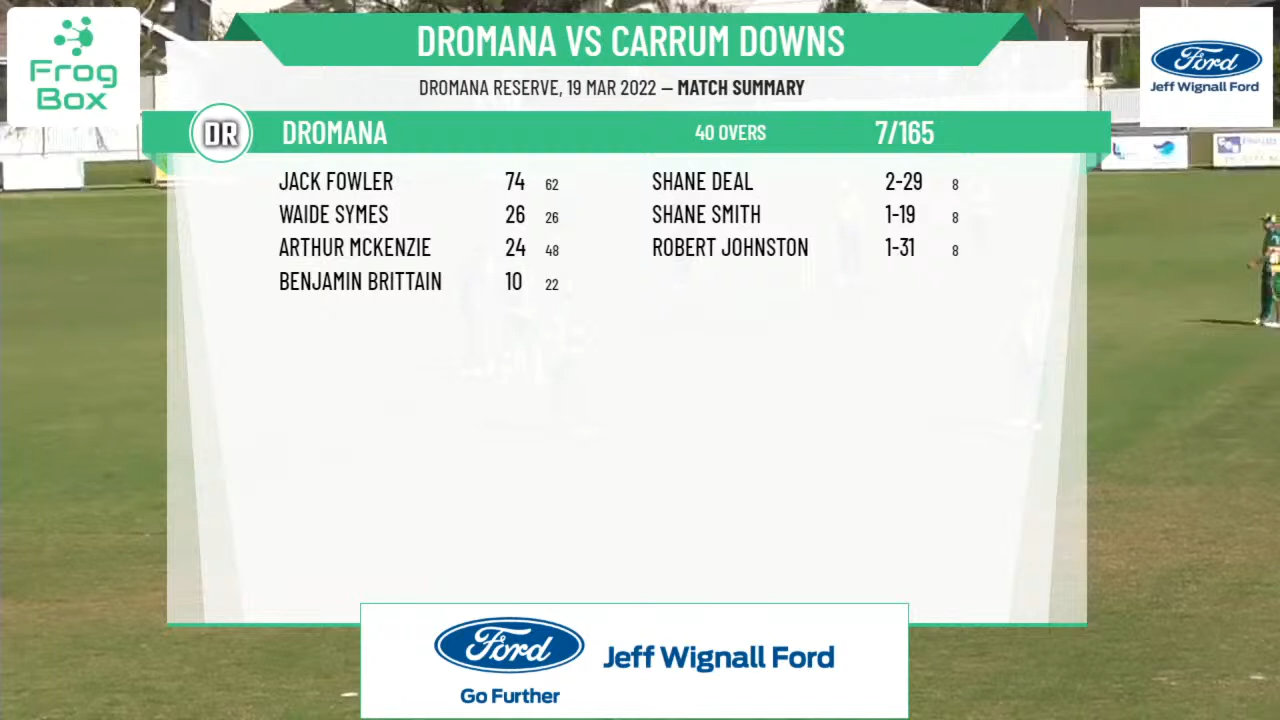 Frog
Box
DROMANA VS CARRUM DOWNS
Ford
Jeff Wignall Ford
DROMANA RESERVE, 19 MAR 2022 – MATCH SUMMARY
DR DROMANA 40 OVERS 7/165
JACK FOWLER 74 62 SHANE DEAL 2-29 8
WAIDE SYMES 26 26 SHANE SMITH 1-19 8
ARTHUR MCKENZIE 24 48 ROBERT JOHNSTON 1-31 8
BENJAMIN BRITTAIN 10 22
Ford
Go Further
Jeff Wignall Ford